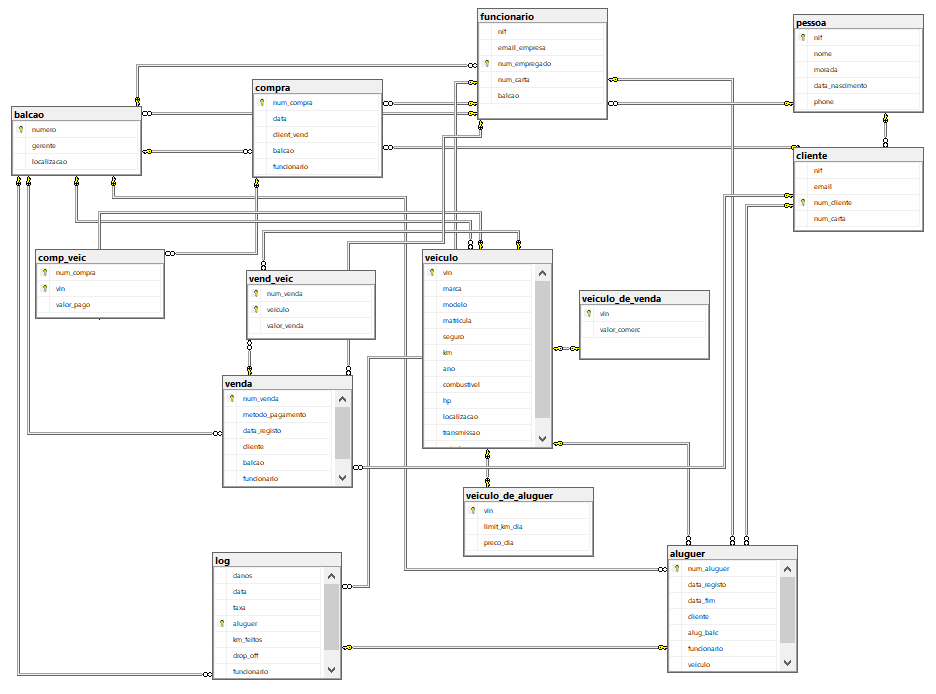 funcionario
nif
email_empresa
num_empregado
num_carta
balcao
pessoa
nif
nome
morada
data_nascimento
phone
compra
num_compra
data
client_vend
balcao
funcionario
balcao
numero
gerente
localizacao
cliente
nif
email
num_cliente
num_carta
comp_veic
num_compra
vin
valor_pago
vend_veic
num_venda
veiculo
valor_venda
veiculo
vin
marca
modelo
matricula
seguro
km
ano
combustivel
hp
localizacao
transmissao
veiculo_de_venda
vin
valor_comerc
venda
num_venda
metodo_pagamento
data_registo
cliente
balcao
funcionario
veiculo_de_aluguer
vin
limit_km_dia
preco_dia
log
danos
data
taxa
aluguer
km_feitos
drop_off
funcionario
aluguer
num_aluguer
data_registo
data_fim
cliente
alug_balc
funcionario
veiculo